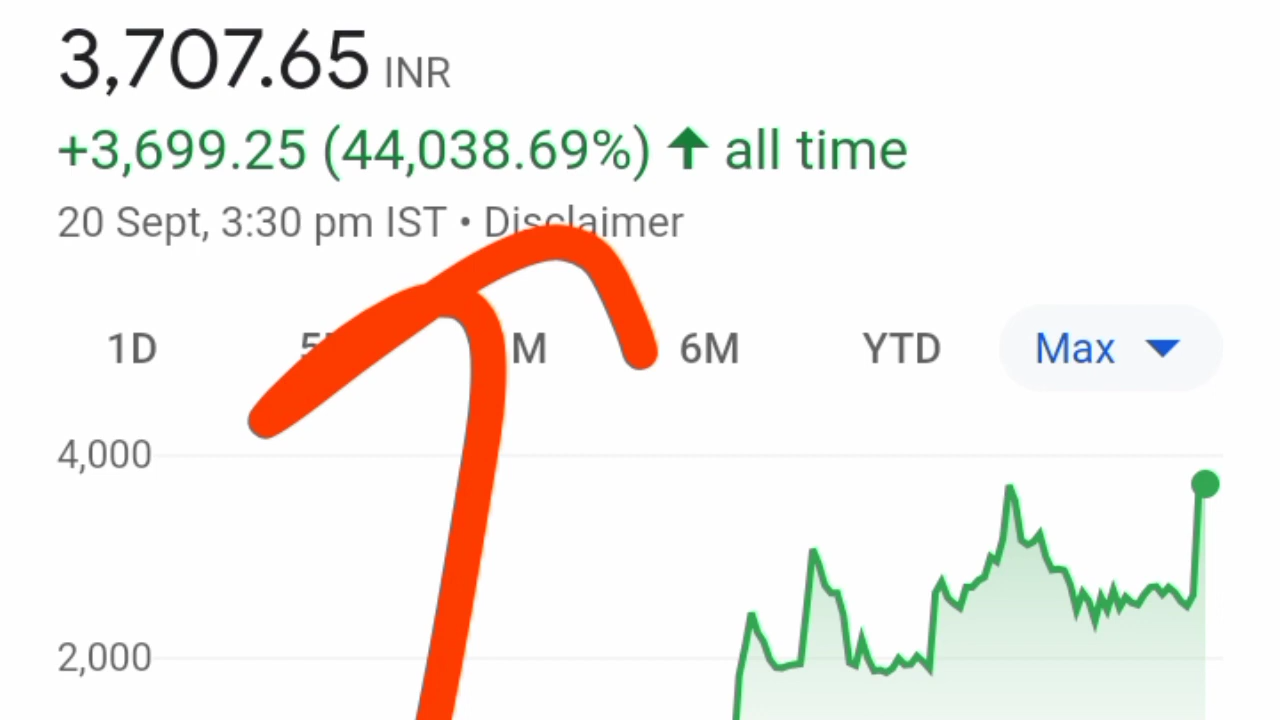 3,707.65 INR
+3,699.25 (44,038.69%) ↑ all time
20 Sept, 3:30 pm IST • Disclaimer
1D 6M YTD Max
4,000
2,000